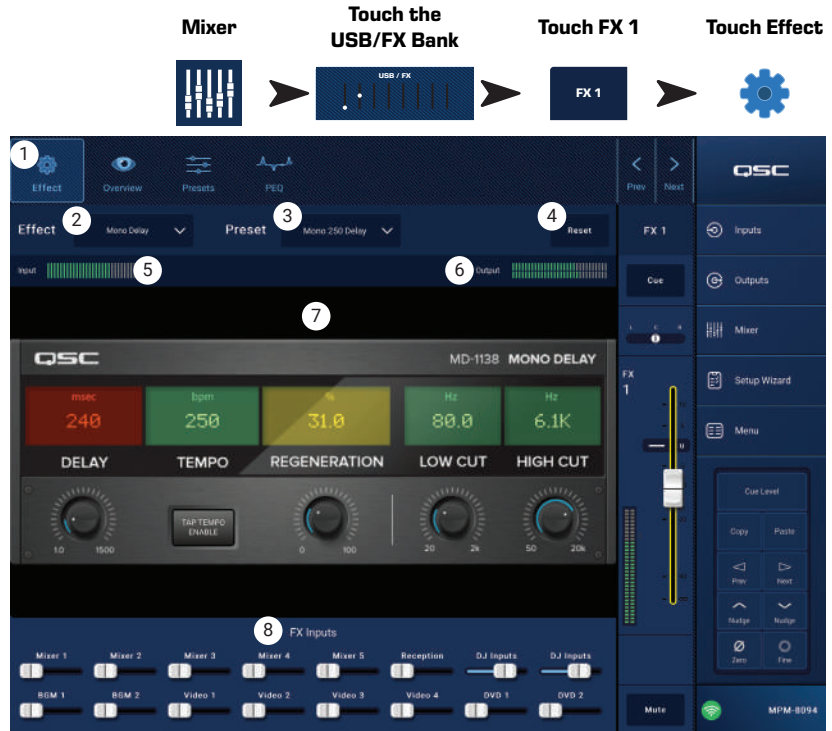 Mixer
Touch the
USB/FX Bank
Touch FX 1
Touch Effect
USB / FX
FX 1
1
Effect
Overview
Presets
PEQ
Prev
Next
QSC
Effect
2
Mono Delay
Preset
3
Mono 250 Delay
4
Reset
FX 1
Inputs
Input
5
6
Output
Cue
Outputs
7
L C R
Mixer
QSC
MD-1138 MONO DELAY
FX
1
Setup Wizard
msec
240
bpm
250
%
31.0
Hz
80.0
Hz
6.1K
U
Menu
DELAY
TEMPO
REGENERATION
LOW CUT
HIGH CUT
TAP TEMPO
ENABLE
1.0 1500
0 100
20 2k
50 20k
Cue Level
Copy
Paste
Prev
Next
Nudge
Nudge
Zero
Fine
8
FX Inputs
Mixer 1
Mixer 2
Mixer 3
Mixer 4
Mixer 5
Reception
DJ Inputs
DJ Inputs
BGM 1
BGM 2
Video 1
Video 2
Video 3
Video 4
DVD 1
DVD 2
Mute
MPM-8094